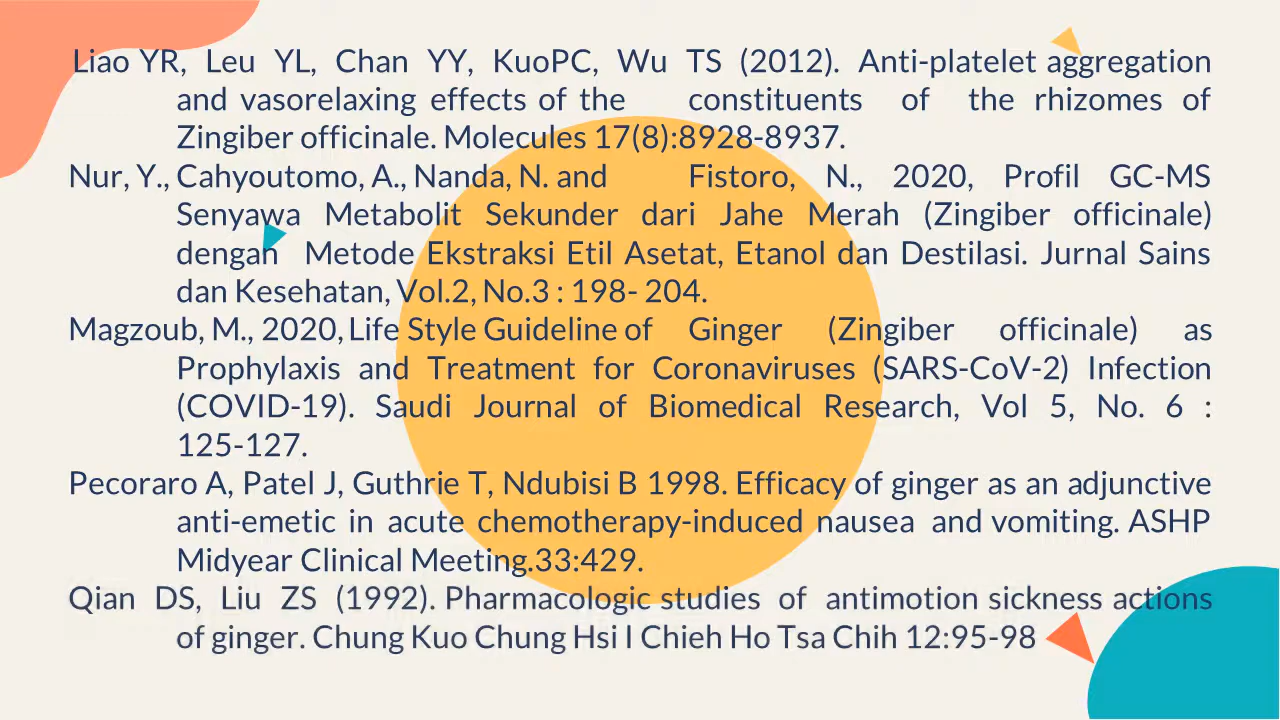 Liao YR, Leu YL, Chan YY, KuoPC, Wu TS (2012). Anti-platelet aggregation
and vasorelaxing effects of the constituents of the rhizomes of
Zingiber officinale. Molecules 17(8):8928-8937.
Nur, Y., Cahyoutomo, A., Nanda, N. and Fistoro, N., 2020, Profil GC-MS
Senyawa Metabolit Sekunder dari Jahe Merah (Zingiber officinale)
dengan Metode Ekstraksi Etil Asetat, Etanol dan Destilasi. Jurnal Sains
dan Kesehatan, Vol.2, No.3 : 198- 204.
Magzoub, M., 2020, Life Style Guideline of Ginger (Zingiber officinale) as
Prophylaxis and Treatment for Coronaviruses (SARS-CoV-2) Infection
(COVID-19). Saudi Journal of Biomedical Research, Vol 5, No. 6 :
125-127.
Pecoraro A, Patel J, Guthrie T, Ndubisi B 1998. Efficacy of ginger as an adjunctive
anti-emetic in acute chemotherapy-induced nausea and vomiting. ASHP
Midyear Clinical Meeting.33:429.
Qian DS, Liu ZS (1992). Pharmacologic studies of antimotion sickness actions
of ginger. Chung Kuo Chung Hsi I Chieh Ho Tsa Chih 12:95-98